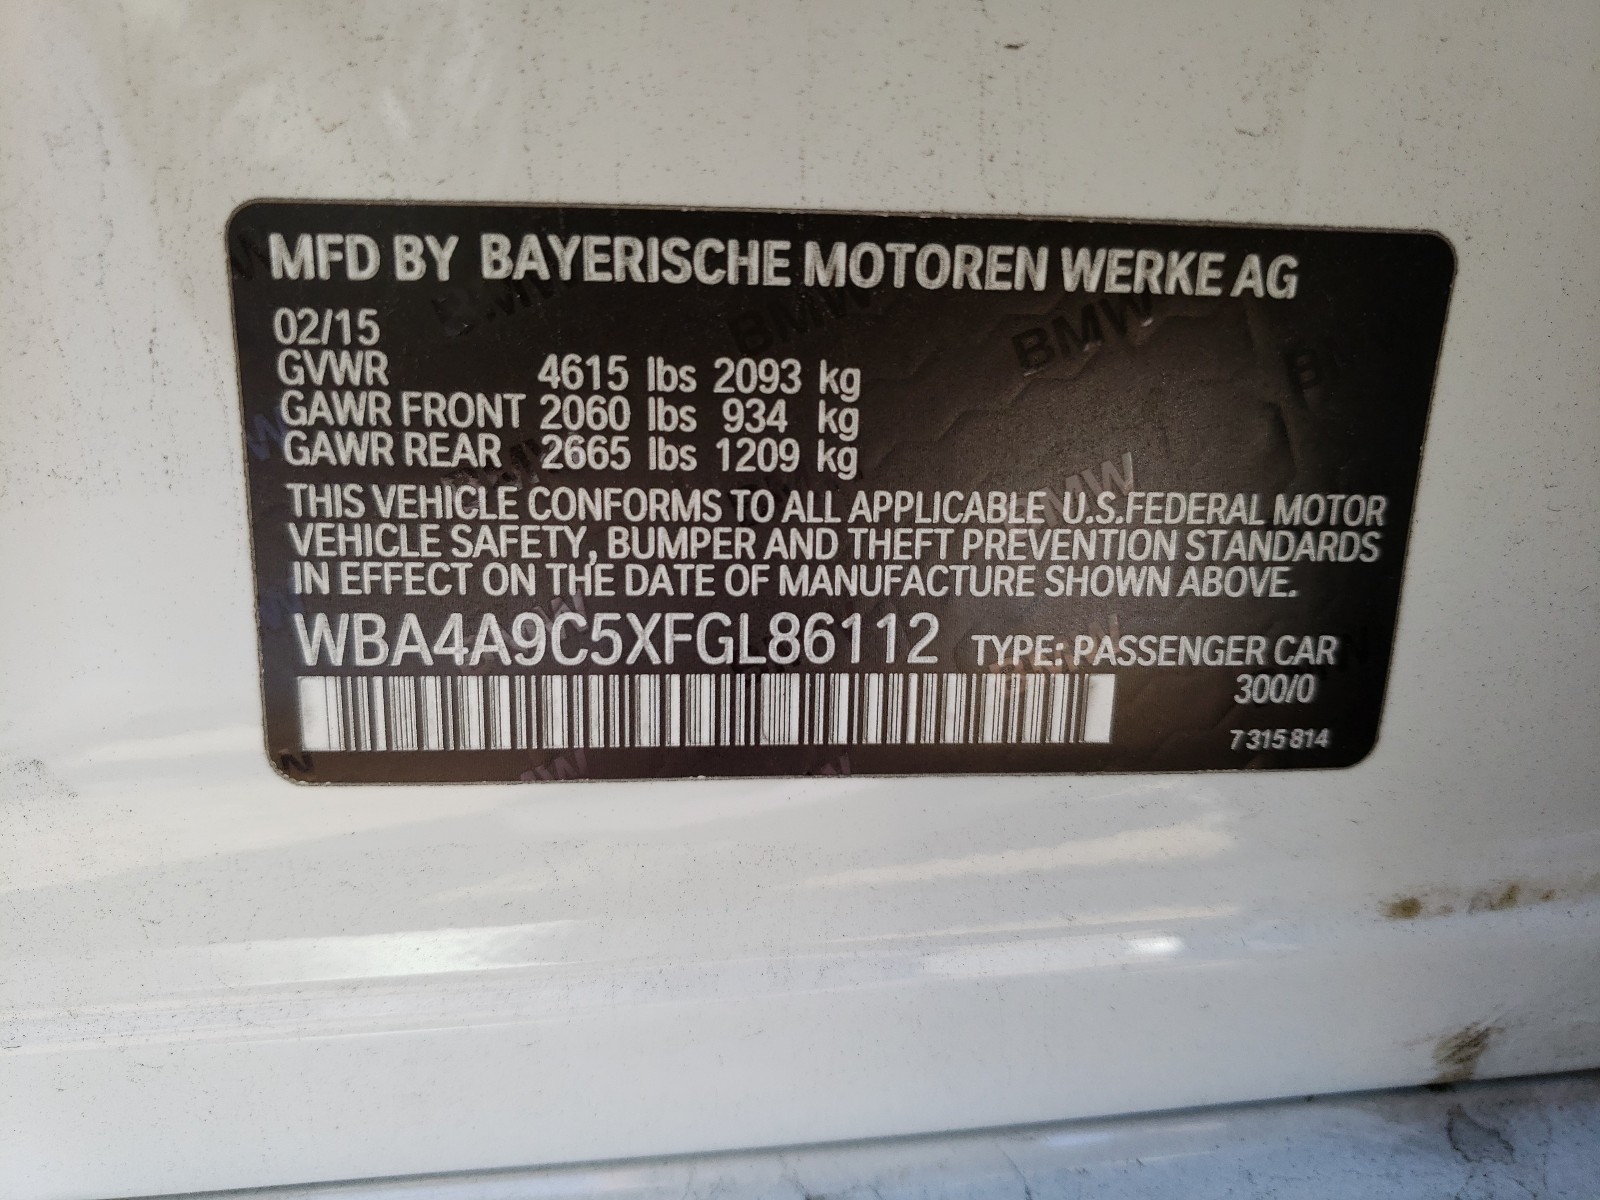 MFD BY BAYERISCHE MOTOREN WERKE AG
02/15
GVWR 4615 lbs 2093 kg
GAWR FRONT 2060 lbs 934 kg
GAWR REAR 2665 lbs 1209 kg
THIS VEHICLE CONFORMS TO ALL APPLICABLE U.S.FEDERAL MOTOR
VEHICLE SAFETY, BUMPER AND THEFT PREVENTION STANDARDS
IN EFFECT ON THE DATE OF MANUFACTURE SHOWN ABOVE.
WBA4A9C5XFGL86112 TYPE: PASSENGER CAR
300/0
7 315 814